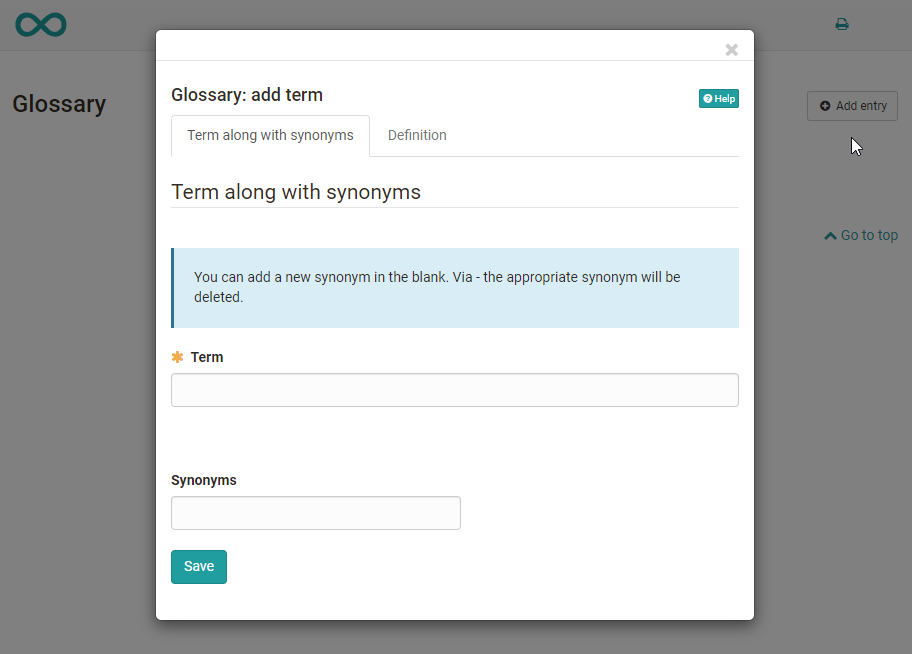 Glossary
Add entry
Go to top
Glossary: add term
Help
Term along with synonyms
Definition
Term along with synonyms
You can add a new synonym in the blank. Via - the appropriate synonym will be
deleted.
Term
Synonyms
Save